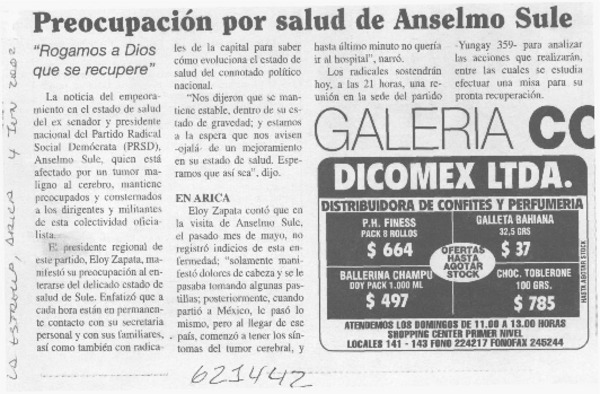 Preocupación por salud de Anselmo Sule
"Rogamos a Dios
que se recupere"
La noticia del empeora-
miento en el estado de salud
del ex senador y presidente
nacional del Partido Radical
Social Demócrata (PRSD),
Anselmo Sule, quien está
afectado por un tumor ma-
ligno al cerebro, mantiene
preocupados y consternados
a los dirigentes y militantes
de esta colectividad oficia-
lista.
El presidente regional de
este partido, Eloy Zapata, ma-
nifestó su preocupación al en-
terarse del delicado estado de
salud de Sule. Enfatizó que a
cada hora están en permanen-
te contacto con su secretaria
personal y con sus familiares,
así como también con radica-
les de la capital para saber
cómo evoluciona el estado de
salud del connotado político
nacional.
"Nos dijeron que se man-
tiene estable, dentro de su es-
tado de gravedad; y estamos
a la espera que nos avisen
-ojalá- de un mejoramiento
en su estado de salud. Espe-
ramos que así sea", dijo.
EN ARICA
Eloy Zapata contó que en
la visita de Anselmo Sule,
el pasado mes de mayo, no
registró indicios de esta en-
fermedad; "solamente mani-
festó dolores de cabeza y se le
pasaba tomando algunas pas-
tillas; posteriormente, cuando
partió a México, le pasó lo
mismo, pero al llegar de ese
país, comenzó a tener los sín-
tomas del tumor cerebral, y
hasta último minuto no quería
ir al hospital", narró.
Los radicales sostendrán
hoy, a las 21 horas, una reu-
nión en la sede del partido
-Yungay 359- para analizar
las acciones que realizarán,
entre las cuales se estudia
efectuar una misa para su
pronta recuperación.
GALERIA CO
DICOMEX LTDA.
DISTRIBUIDORA DE CONFITES Y PERFUMERIA
P.H. FINESS
PACK 8 ROLLOS
$ 664
GALLETA BAHIANA
32,5 GRS
$ 37
OFERTAS
HASTA
AGOTAR
STOCK
BALLERINA CHAMPU
DOY PACK 1.000 ML
$ 497
CHOC. TOBLERONE
100 GRS.
$ 785
HASTA AGOTAR STOCK
ATENDEMOS LOS DOMINGOS DE 11.00 A 13.00 HORAS
SHOPPING CENTER PRIMER NIVEL
LOCALES 141 - 143 FONO 224217 FONOFAX 245244
LA ESTRELLA, ARICA 4 JUN 2002
621442